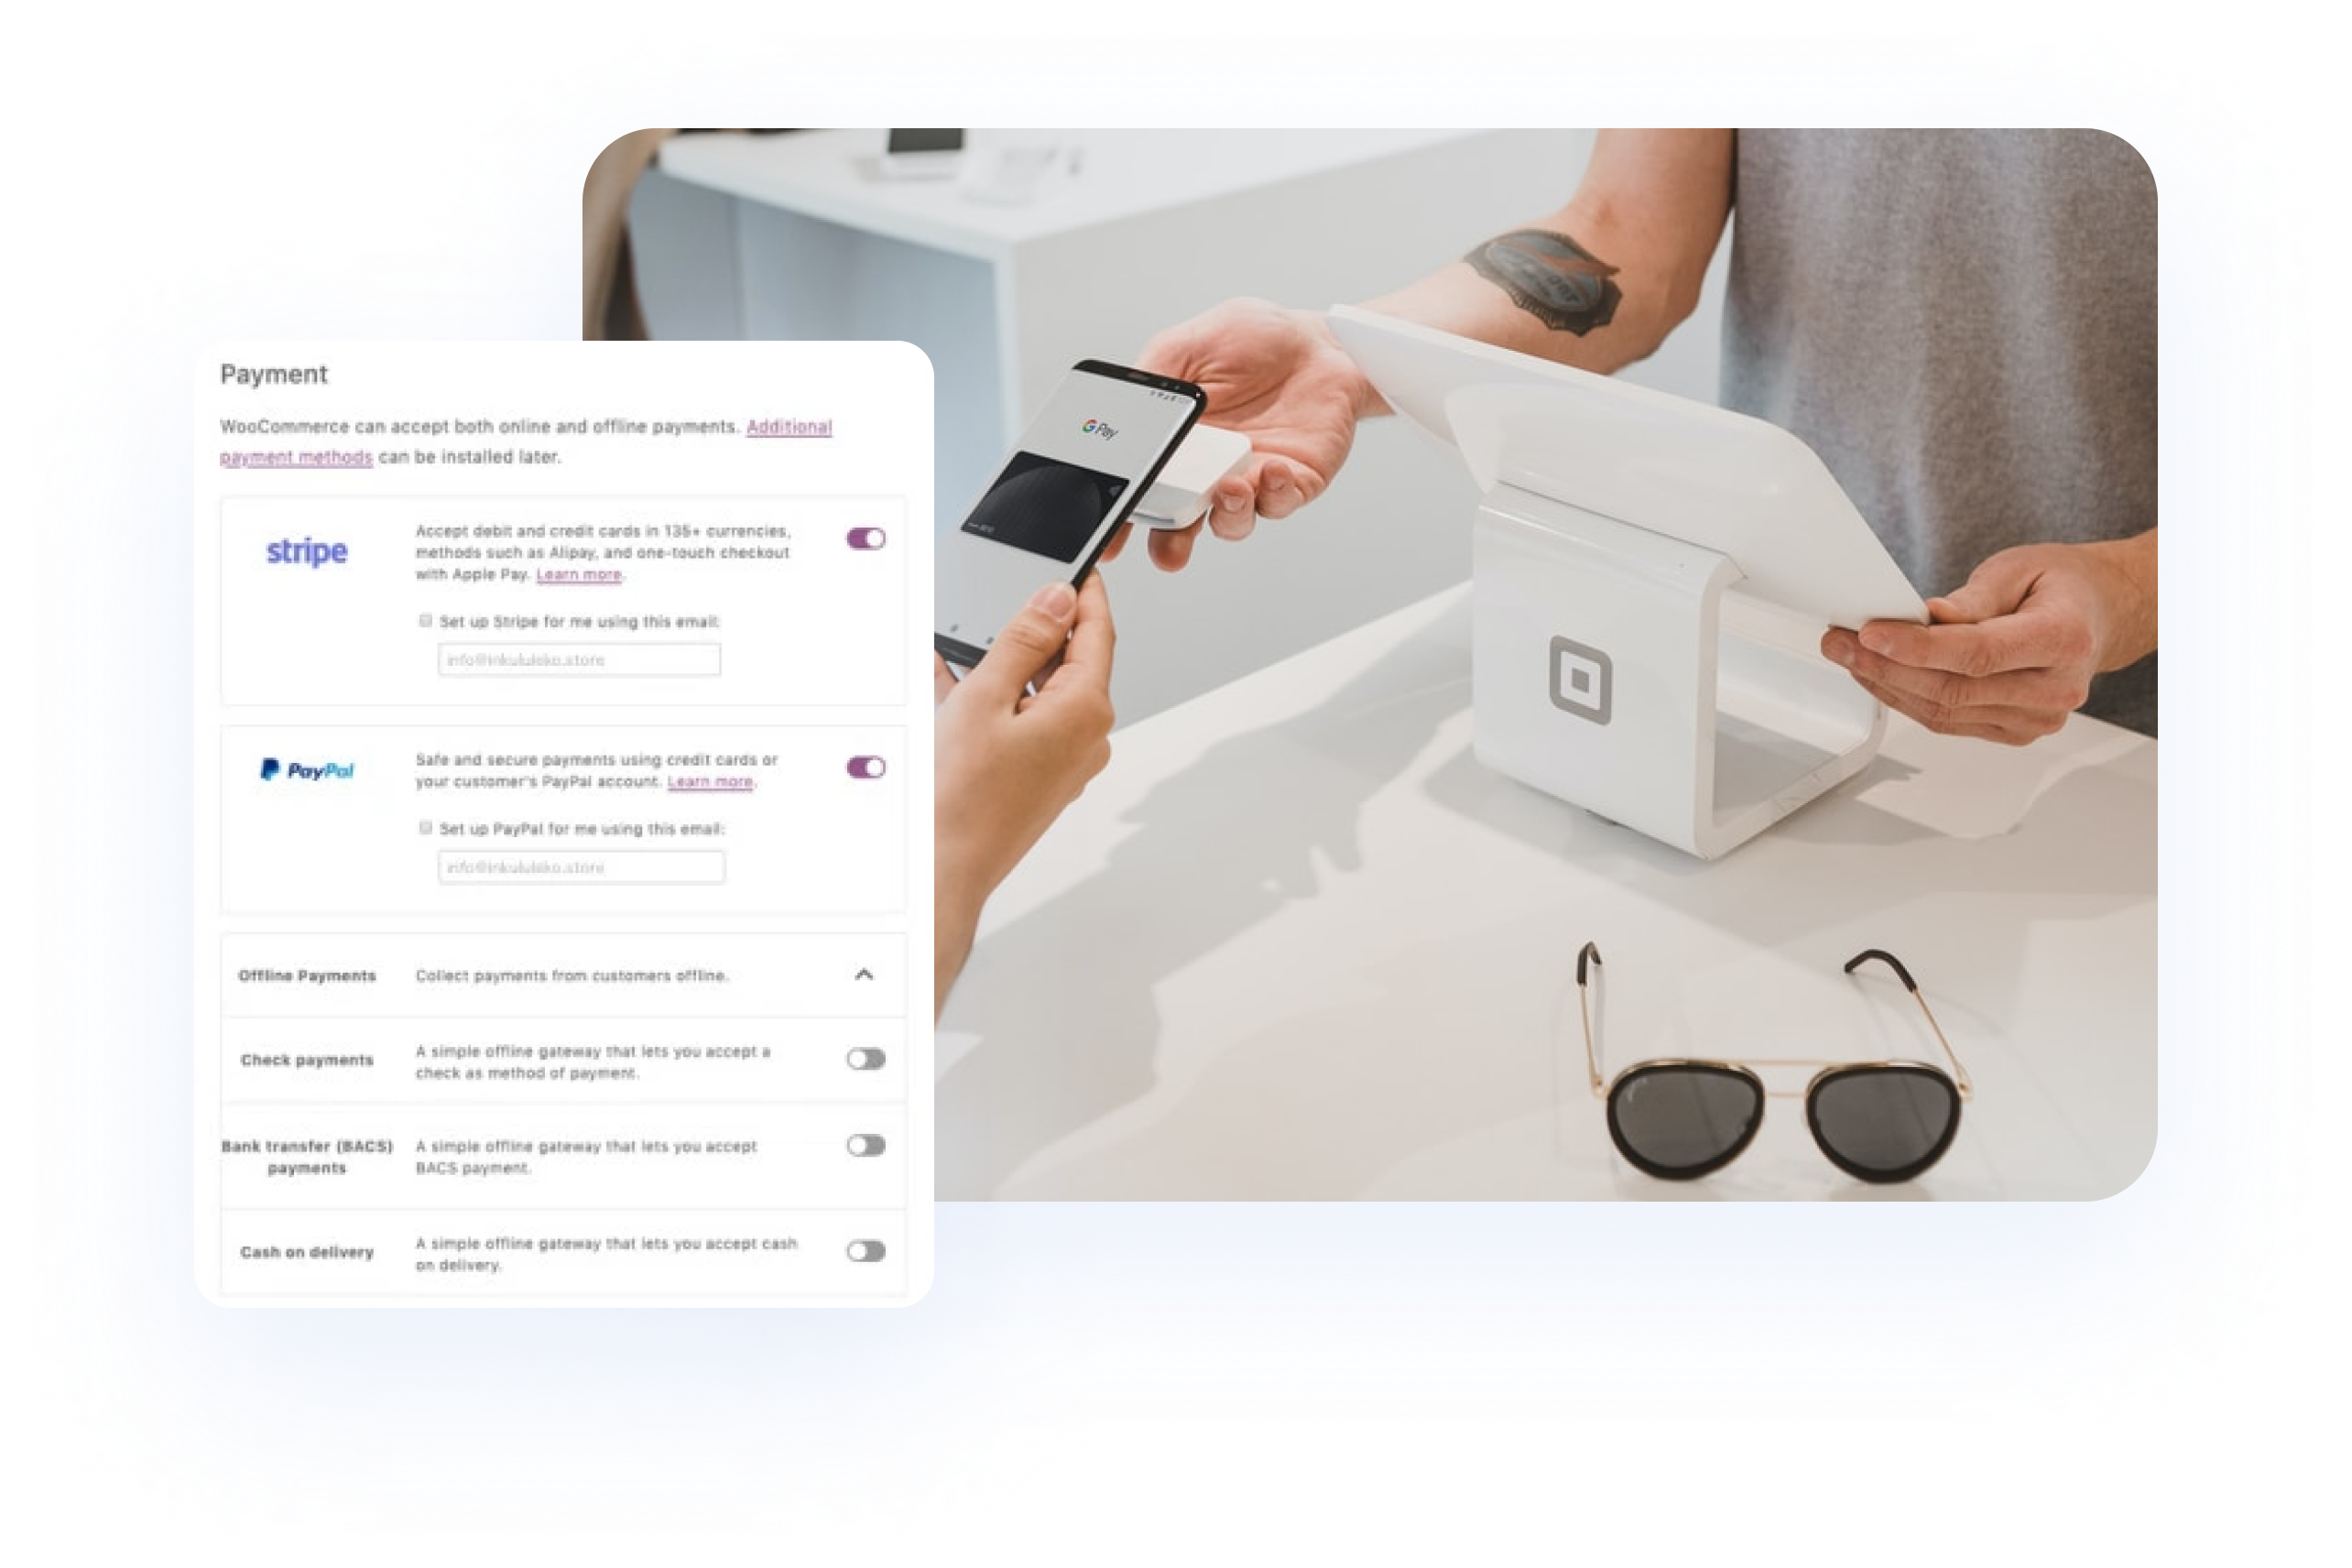 Payment
WooCommerce can accept both online and offline payments. Additional
payment methods can be installed later.
stripe
Accept debit and credit cards in 135+ currencies,
methods such as Alipay, and one-touch checkout
with Apple Pay. Learn more.
Set up Stripe for me using this email:
info@inkululeko.store
PayPal
Safe and secure payments using credit cards or
your customer's PayPal account. Learn more.
Set up PayPal for me using this email:
info@inkululeko.store
Offline Payments
Collect payments from customers offline.
Check payments
A simple offline gateway that lets you accept a
check as method of payment.
Bank transfer (BACS)
payments
A simple offline gateway that lets you accept
BACS payment.
Cash on delivery
A simple offline gateway that lets you accept cash
on delivery.
G Pay